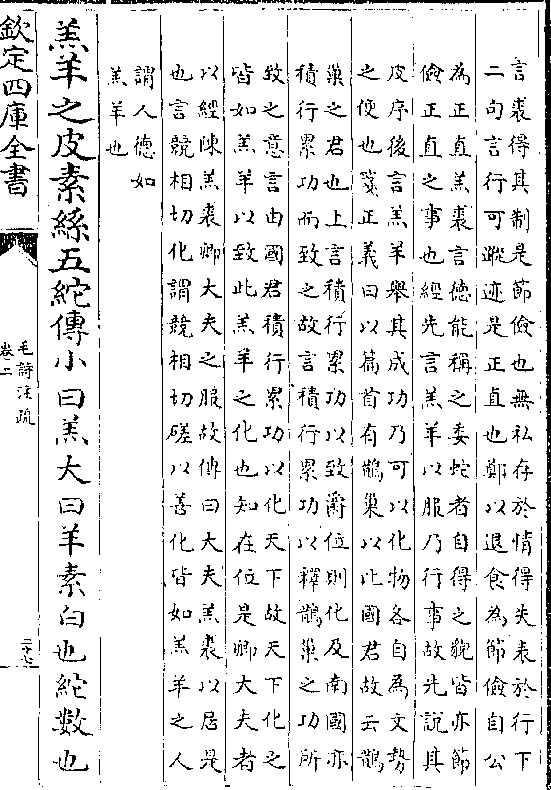 言裘得其制是節儉也無私存於情得失表於行下
二句言行可蹤迹是正直也鄭以退食為節儉自公
為正直羔裘言德能稱之委蛇者自得之貌皆亦節
儉正直之事也經先言羔羊以服乃行事故先說其
皮序後言羔羊舉其成功乃可以化物各自為文勢
之便也箋正義曰以篇首有鵲巢以此國君故云鵲
巢之君也上言積行累功以致爵位則化及南國亦
積行累功而致之故言積行累功以釋鵲巢之功所
致之意言由國君積行累功以化天下故天下化之
皆如羔羊以致此羔羊之化也知在位是卿大夫者
以經陳羔裘卿大夫之服故傳曰大夫羔裘以居是
也言競相切化謂競相切磋以善化皆如羔羊之人
謂人德如
羔羊也
羔羊之皮素絲五紽傳小曰羔大曰羊素白也紽數也
欽定四庫全書
毛詩注疏
卷二
二十七